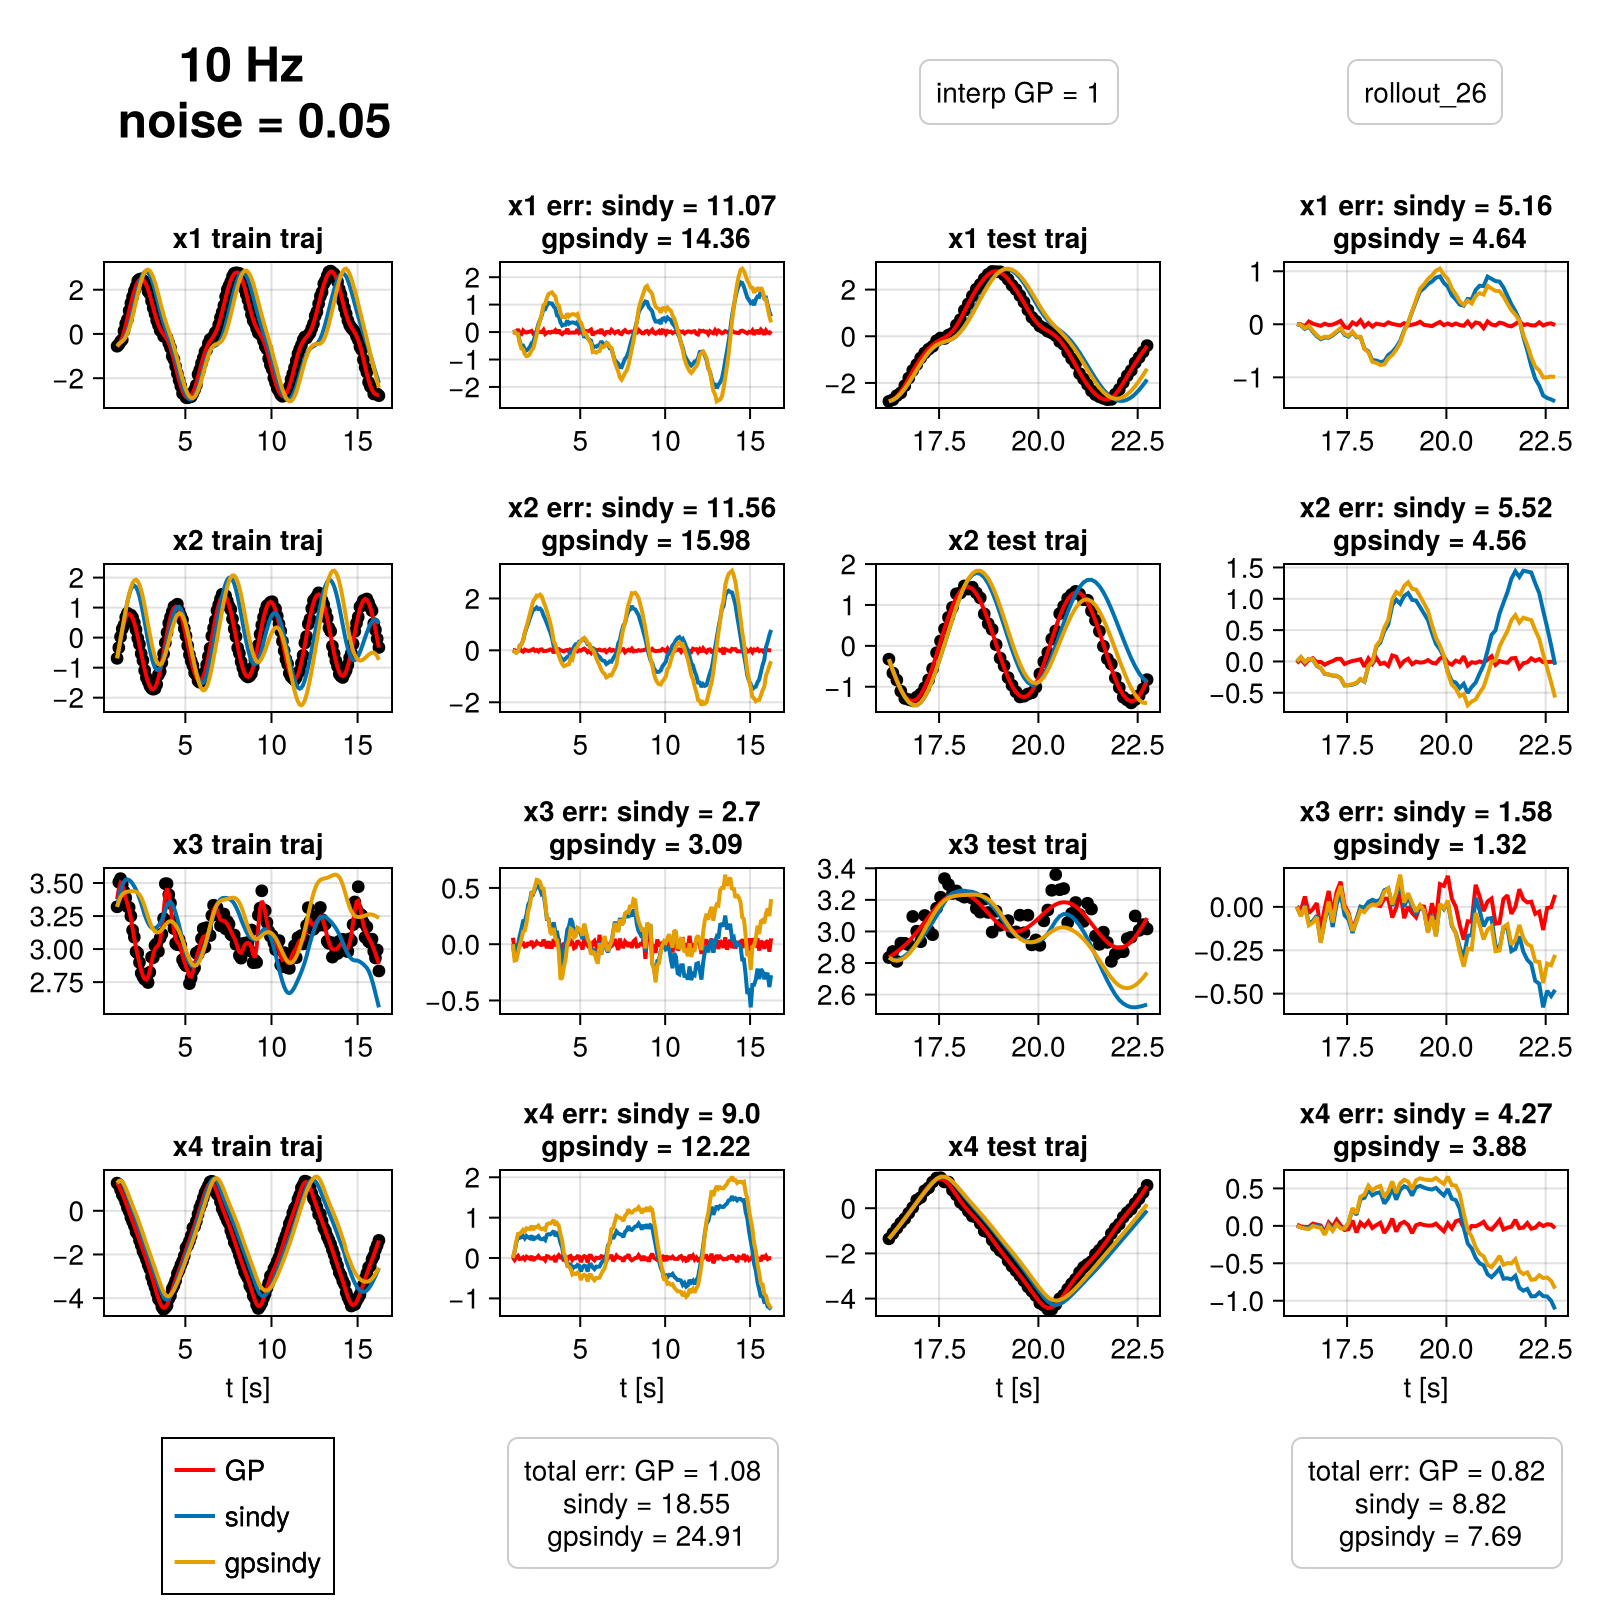 10 Hz
noise = 0.05
interp GP = 1
rollout_26
x1 train traj
x1 err: sindy = 11.07
gpsindy = 14.36
x1 test traj
x1 err: sindy = 5.16
gpsindy = 4.64
2
0
−2
5 10 15
2
1
0
−1
−2
5 10 15
2
0
−2
17.5 20.0 22.5
1
0
−1
17.5 20.0 22.5
x2 train traj
x2 err: sindy = 11.56
gpsindy = 15.98
x2 test traj
x2 err: sindy = 5.52
gpsindy = 4.56
2
1
0
−1
−2
5 10 15
2
0
−2
5 10 15
2
1
0
−1
17.5 20.0 22.5
1.5
1.0
0.5
0.0
−0.5
17.5 20.0 22.5
x3 train traj
x3 err: sindy = 2.7
gpsindy = 3.09
x3 test traj
x3 err: sindy = 1.58
gpsindy = 1.32
3.50
3.25
3.00
2.75
5 10 15
0.5
0.0
−0.5
5 10 15
3.4
3.2
3.0
2.8
2.6
17.5 20.0 22.5
0.00
−0.25
−0.50
17.5 20.0 22.5
x4 train traj
x4 err: sindy = 9.0
gpsindy = 12.22
x4 test traj
x4 err: sindy = 4.27
gpsindy = 3.88
0
−2
−4
5 10 15
t [s]
2
1
0
−1
5 10 15
t [s]
0
−2
−4
17.5 20.0 22.5
t [s]
0.5
0.0
−0.5
−1.0
17.5 20.0 22.5
t [s]
GP
sindy
gpsindy
total err: GP = 1.08
sindy = 18.55
gpsindy = 24.91
total err: GP = 0.82
sindy = 8.82
gpsindy = 7.69